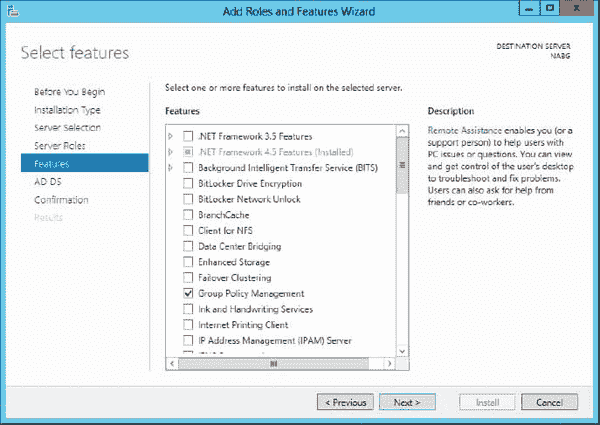 Add Roles and Features Wizard
Select features
DESTINATION SERVER
NABG
Before You Begin
Installation Type
Server Selection
Server Roles
Features
AD DS
Confirmation
Results
Select one or more features to install on the selected server.
Features
.NET Framework 3.5 Features
.NET Framework 4.5 Features (Installed)
Background Intelligent Transfer Service (BITS)
BitLocker Drive Encryption
BitLocker Network Unlock
BranchCache
Client for NFS
Data Center Bridging
Enhanced Storage
Failover Clustering
Group Policy Management
Ink and Handwriting Services
Internet Printing Client
IP Address Management (IPAM) Server
Description
Remote Assistance enables you (or a
support person) to help users with
PC issues or questions. You can view
and get control of the user's desktop
to troubleshoot and fix problems.
Users can also ask for help from
friends or co-workers.
< Previous
Next >
Install
Cancel